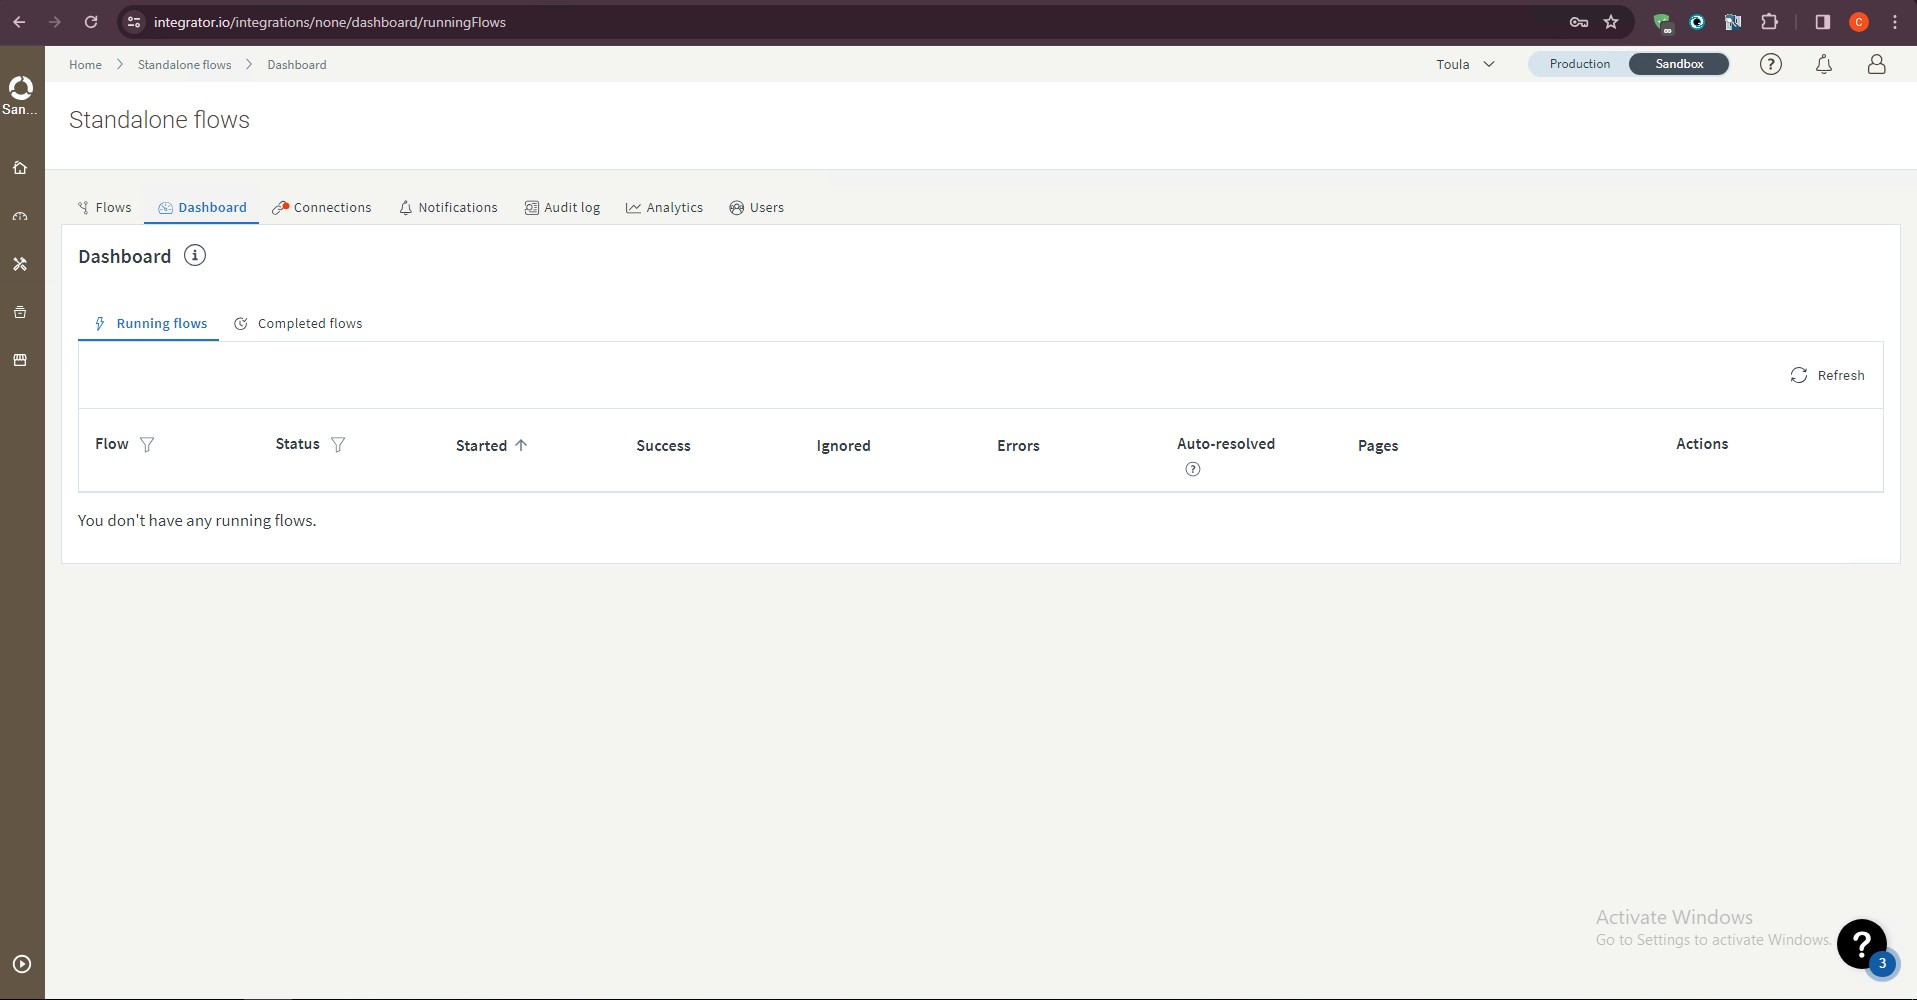 integrator.io/integrations/none/dashboard/runningFlows
C
Home > Standalone flows > Dashboard
Toula
Production
Sandbox
?
San...
Standalone flows
Flows
Dashboard
Connections
Notifications
Audit log
Analytics
Users
Dashboard
i
Running flows
Completed flows
Refresh
Flow
Status
Started
Success
Ignored
Errors
Auto-resolved
?
Pages
Actions
You don't have any running flows.
Activate Windows
Go to Settings to activate Windows.
?
3